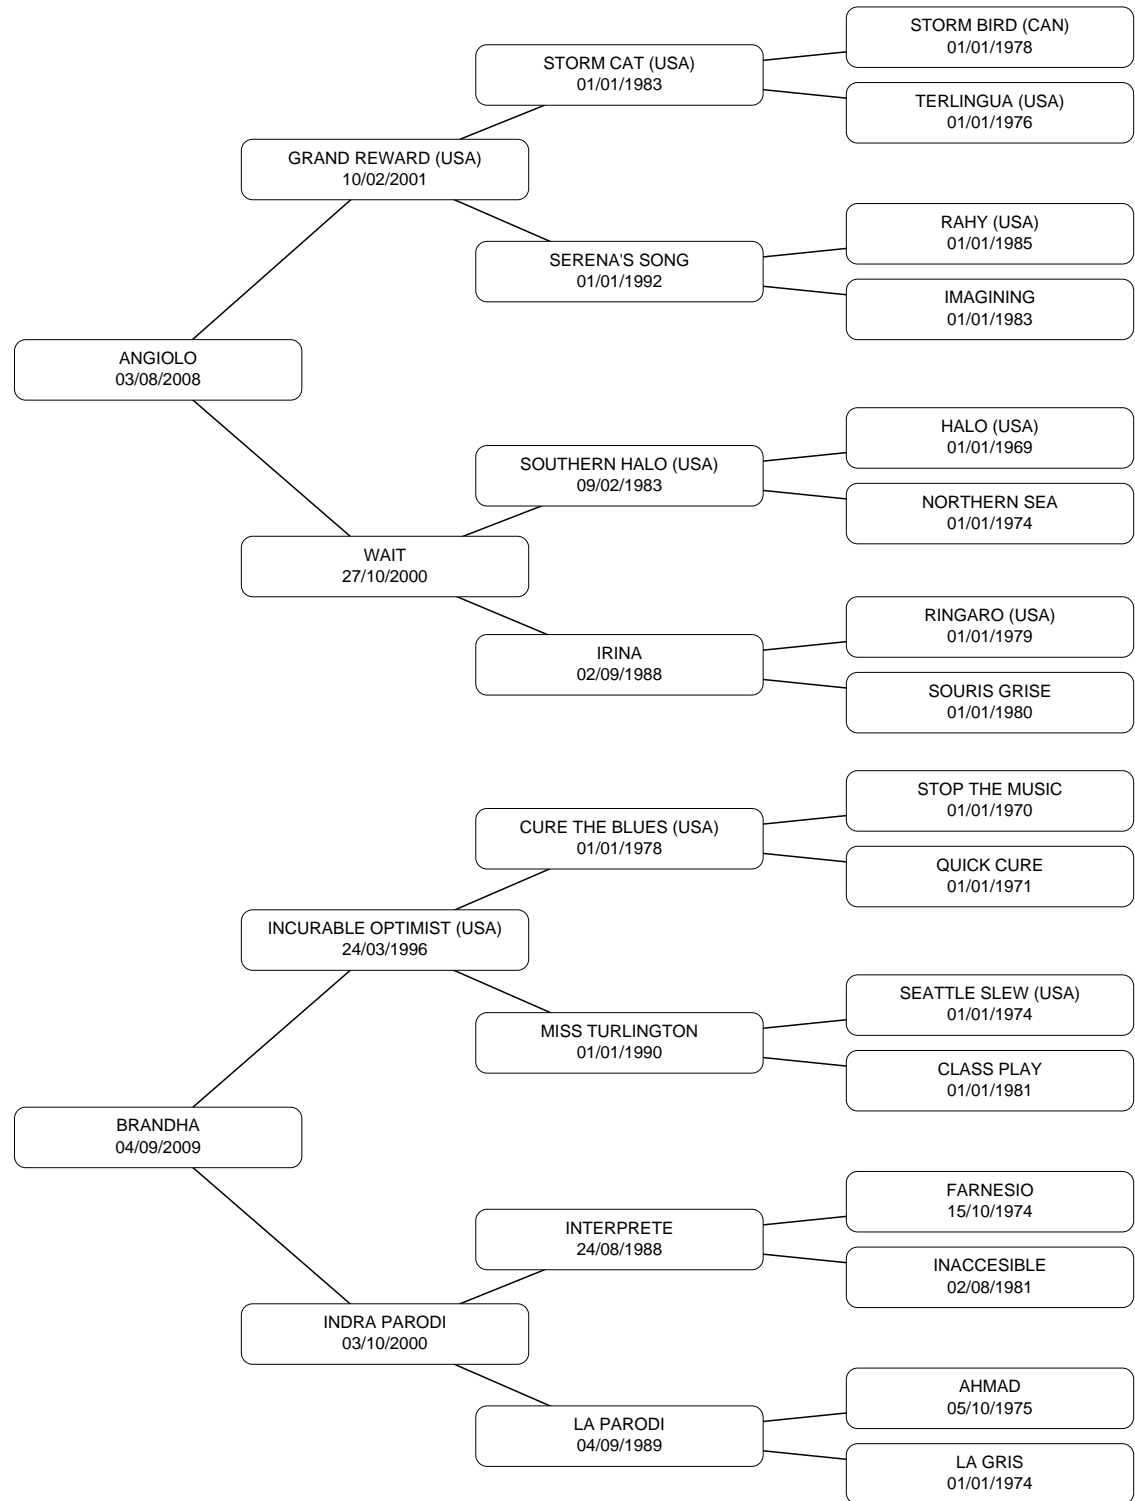 STORM BIRD (CAN)
01/01/1978
STORM CAT (USA)
01/01/1983
TERLINGUA (USA)
01/01/1976
GRAND REWARD (USA)
10/02/2001
RAHY (USA)
01/01/1985
SERENA'S SONG
01/01/1992
IMAGINING
01/01/1983
ANGIOLO
03/08/2008
HALO (USA)
01/01/1969
SOUTHERN HALO (USA)
09/02/1983
NORTHERN SEA
01/01/1974
WAIT
27/10/2000
RINGARO (USA)
01/01/1979
IRINA
02/09/1988
SOURIS GRISE
01/01/1980
STOP THE MUSIC
01/01/1970
CURE THE BLUES (USA)
01/01/1978
QUICK CURE
01/01/1971
INCURABLE OPTIMIST (USA)
24/03/1996
SEATTLE SLEW (USA)
01/01/1974
MISS TURLINGTON
01/01/1990
CLASS PLAY
01/01/1981
BRANDHA
04/09/2009
FARNESIO
15/10/1974
INTERPRETE
24/08/1988
INACCESIBLE
02/08/1981
INDRA PARODI
03/10/2000
AHMAD
05/10/1975
LA PARODI
04/09/1989
LA GRIS
01/01/1974